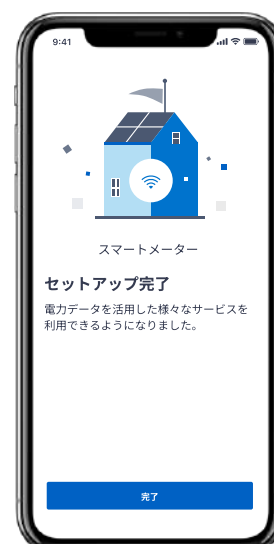 9:41
スマートメーター
セットアップ完了
電力データを活用した様々なサービスを
利用できるようになりました。
完了